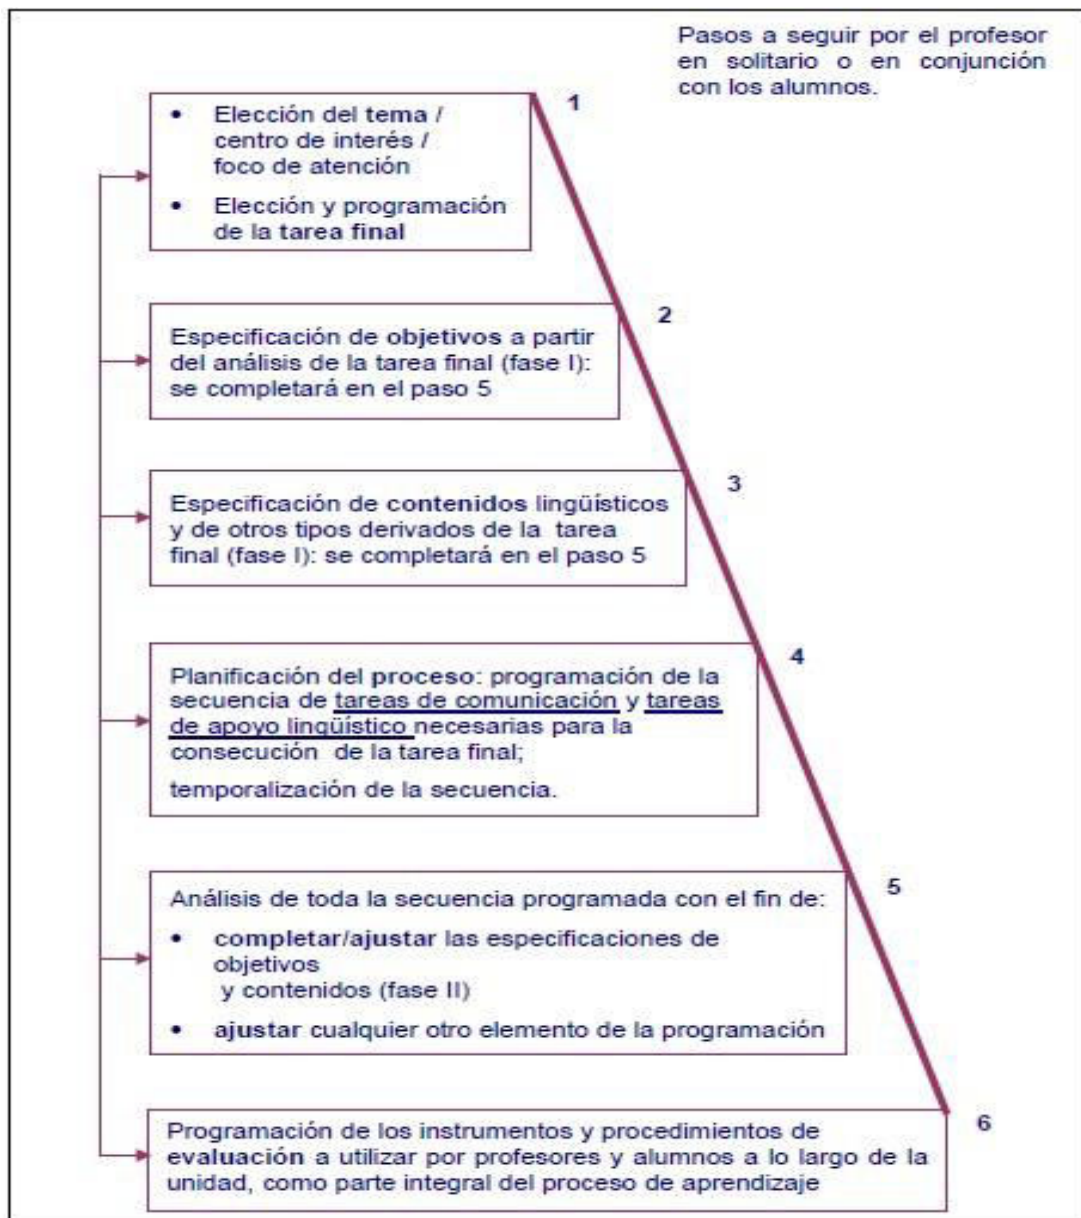 Pasos a seguir por el profesor
en solitario o en conjunción
con los alumnos.
1
• Elección del tema /
centro de interés /
foco de atención
• Elección y programación
de la tarea final
2
Especificación de objetivos a partir
del análisis de la tarea final (fase I):
se completará en el paso 5
3
Especificación de contenidos lingüísticos
y de otros tipos derivados de la tarea
final (fase I): se completará en el paso 5
4
Planificación del proceso: programación de la
secuencia de tareas de comunicación y tareas
de apoyo lingüístico necesarias para la
consecución de la tarea final;
temporalización de la secuencia.
5
Análisis de toda la secuencia programada con el fin de:
• completar/ajustar las especificaciones de
objetivos
y contenidos (fase II)
• ajustar cualquier otro elemento de la programación
6
Programación de los instrumentos y procedimientos de
evaluación a utilizar por profesores y alumnos a lo largo de la
unidad, como parte integral del proceso de aprendizaje